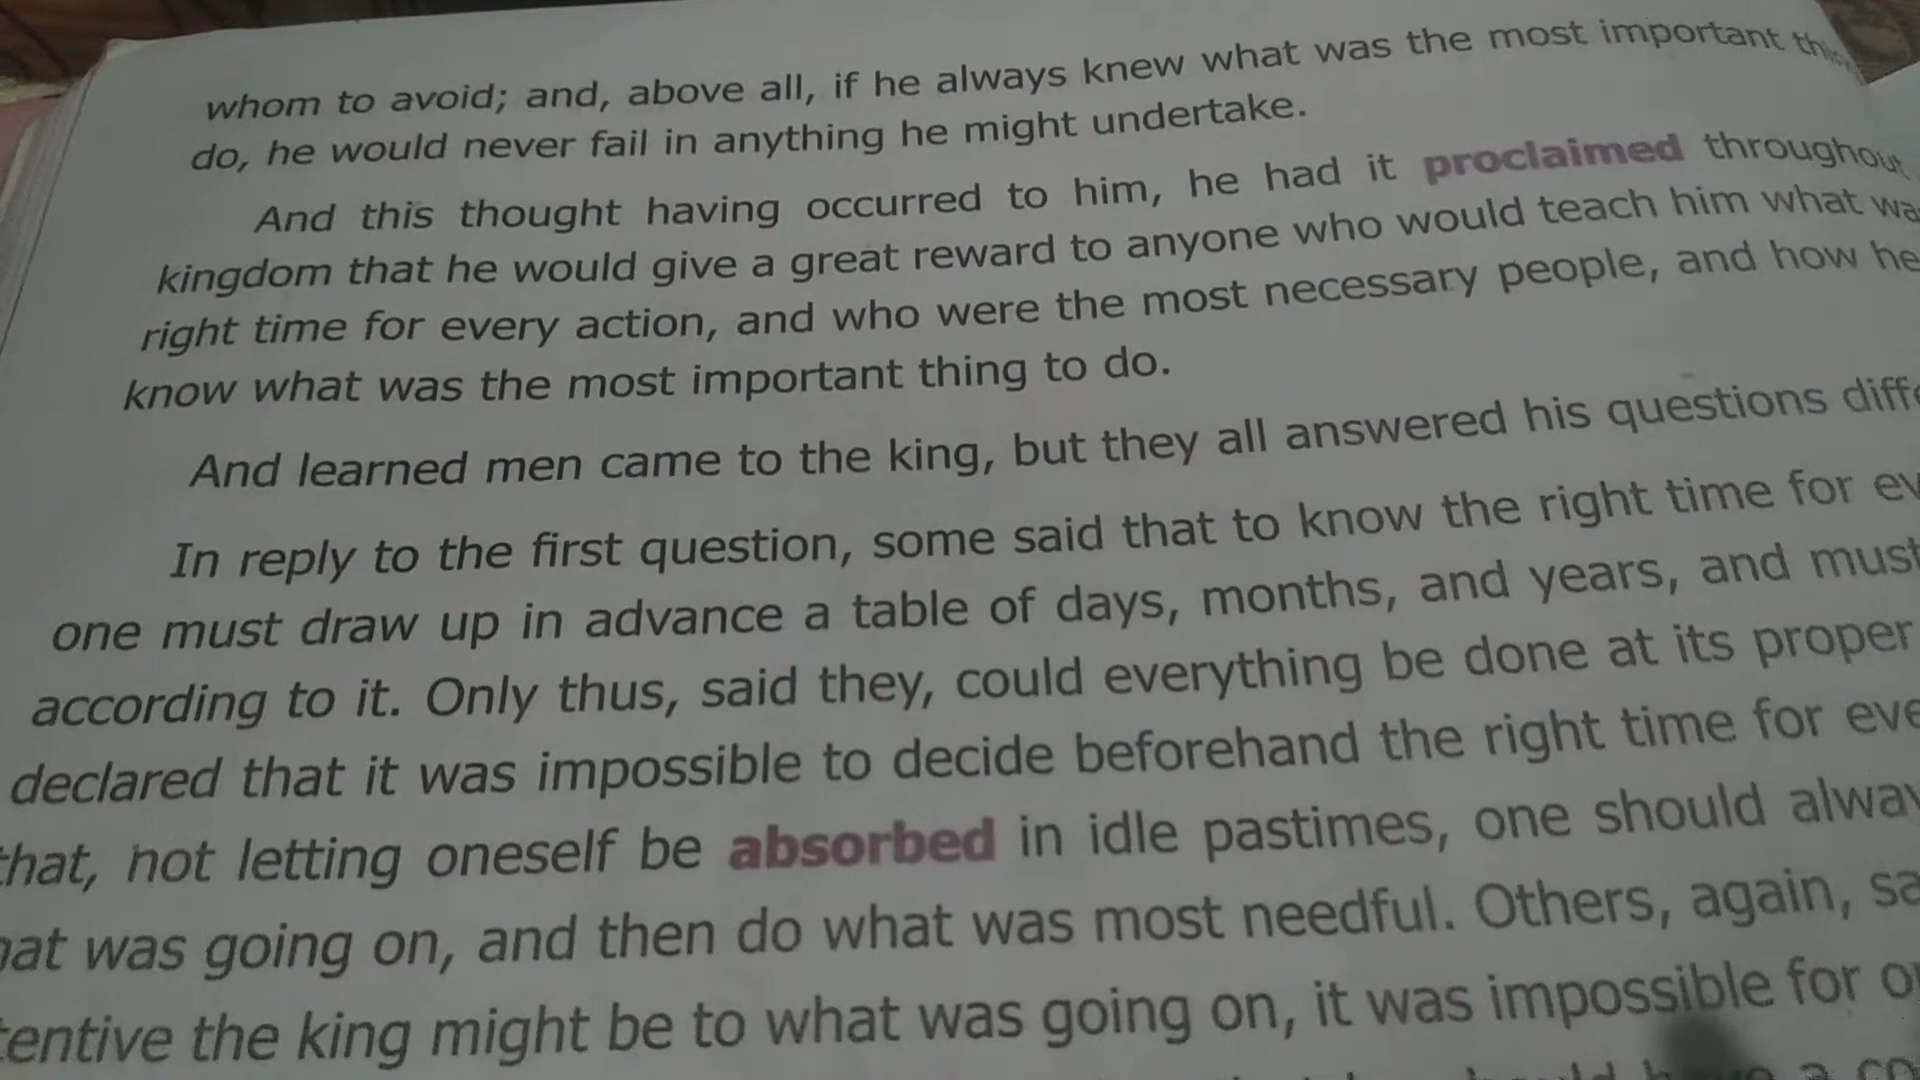 whom to avoid; and, above all, if he always knew what was the most important
do, he would never fail in anything he might undertake.
And this thought having occurred to him, he had it proclaimed throughout
kingdom that he would give a great reward to anyone who would teach him what
right time for every action, and who were the most necessary people, and how he
know what was the most important thing to do.
And learned men came to the king, but they all answered his questions
In reply to the first question, some said that to know the right time for
one must draw up in advance a table of days, months, and years, and must
according to it. Only thus, said they, could everything be done at its proper
declared that it was impossible to decide beforehand the right time for
that, not letting oneself be absorbed in idle pastimes, one should
was going on, and then do what was most needful. Others, again,
the king might be to what was going on, it was impossible for